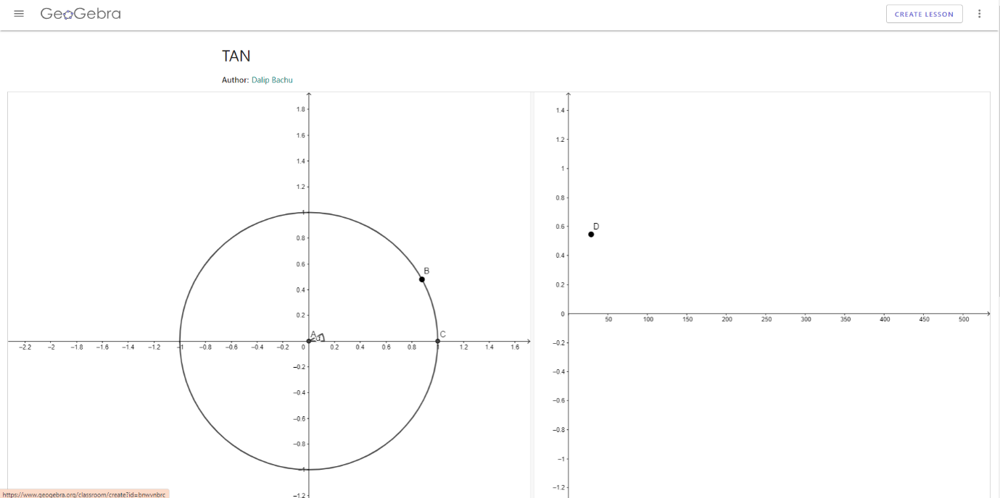 GeoGebra
CREATE LESSON
TAN
Author: Dalip Bachu
1.8
1.6
1.4
1.2
1
0.8
0.6
0.4
0.2
0
−0.2
−0.4
−0.6
−0.8
−1
−1.2
−2.2 −2 −1.8 −1.6 −1.4 −1.2 −1 −0.8 −0.6 −0.4 −0.2 0.2 0.4 0.6 0.8 1 1.2 1.4 1.6
A
α
B
C
1.4
1.2
1
0.8
0.6
0.4
0.2
0
−0.2
−0.4
−0.6
−0.8
−1
−1.2
50 100 150 200 250 300 350 400 450 500
D
https://www.geogebra.org/classroom/create?id=bnwvnbrc